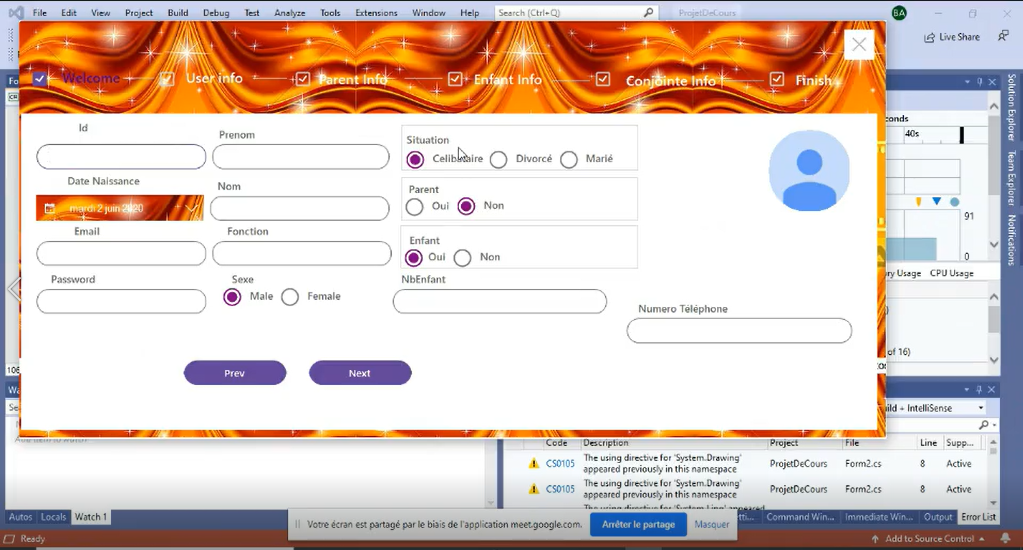 File Edit View Project Build Debug Test Analyze Tools Extensions Window Help Search (Ctrl+Q) ProjetDeCours BA
Live Share
Welcome User info Parent Info Enfant Info Conjointe Info Finish
Id
Prenom
Situation
Divorcé Marié
Date Naissance
mardi 2 juin 2020
Nom
Parent
Oui Non
Email
Fonction
Enfant
Oui Non
Password
Sexe
Male Female
NbEnfant
Numero Téléphone
Prev Next
40s
91
0
CPU Usage
of 16)
ild + IntelliSense
Solution Explorer
Team Explorer
Notifications
Code Description Project File Line Supp...
CS0105 The using directive for 'System.Drawing' appeared previously in this namespace ProjetDeCours Form2.cs 8 Active
CS0105 The using directive for 'System.Drawing' appeared previously in this namespace ProjetDeCours Form2.cs 8 Active
Autos Locals Watch 1
Votre écran est partagé par le biais de l'application meet.google.com. Arrêter le partage Masquer
Command Win... Immediate Win... Output Error List
Ready
Add to Source Control